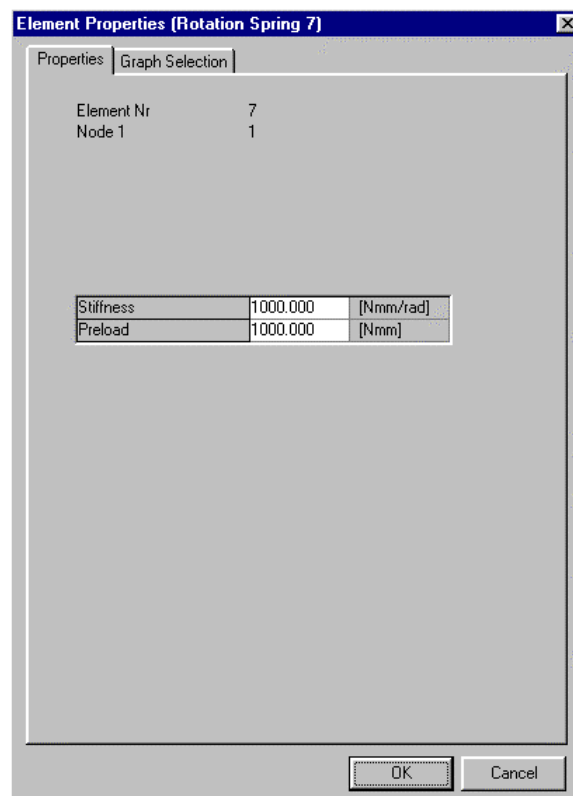 Element Properties (Rotation Spring 7)
Properties Graph Selection
Element Nr 7
Node 1 1
Stiffness 1000.000 [Nmm/rad]
Preload 1000.000 [Nmm]
OK Cancel